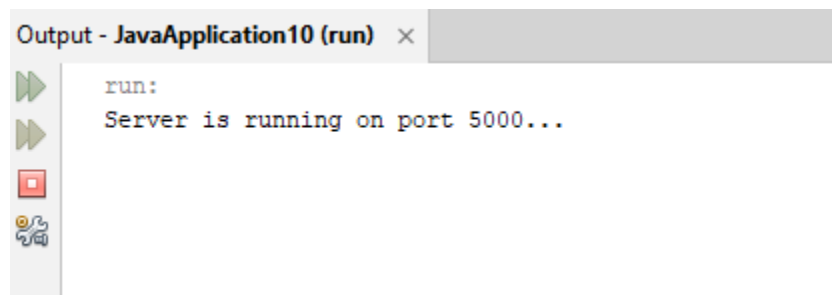 Output - JavaApplication10 (run) ×
run:
Server is running on port 5000...